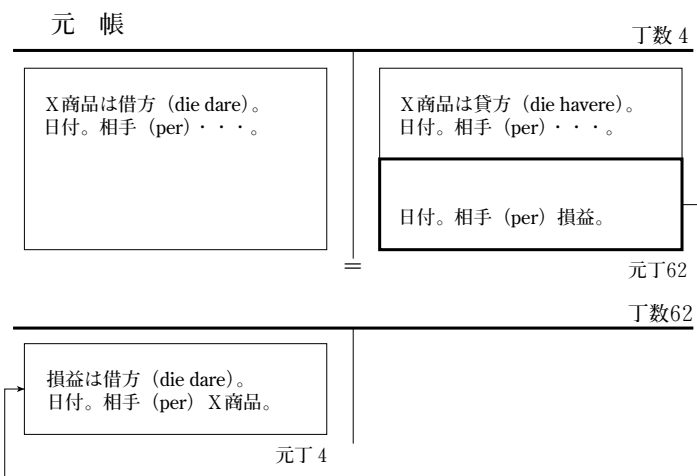 元 帳
丁数 4
X商品は借方（die dare）。
日付。相手（per）・・・。
X商品は貸方（die havere）。
日付。相手（per）・・・。
日付。相手（per）損益。
＝
元丁62
丁数62
損益は借方（die dare）。
日付。相手（per）X商品。
元丁 4